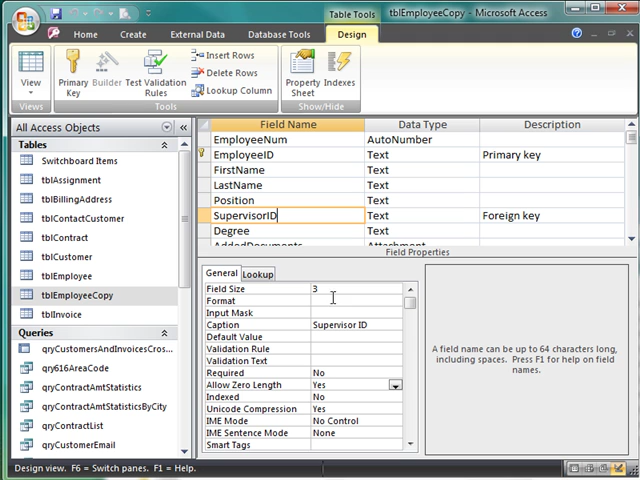 Table Tools
tblEmployeeCopy - Microsoft Access
Home
Create
External Data
Database Tools
Design
View
Primary Key
Builder
Test Validation Rules
Insert Rows
Delete Rows
Lookup Column
Property Sheet
Indexes
Views
Tools
Show/Hide
All Access Objects
Tables
Switchboard Items
tblAssignment
tblBillingAddress
tblContactCustomer
tblContract
tblCustomer
tblEmployee
tblEmployeeCopy
tblInvoice
Queries
qryCustomersAndInvoicesCros...
qry616AreaCode
qryContractAmtStatistics
qryContractAmtStatisticsByCity
qryContractList
qryCustomerEmail
Field Name Data Type Description
EmployeeNum AutoNumber
EmployeeID Text Primary key
FirstName Text
LastName Text
Position Text
SupervisorID Text Foreign key
Degree Text
AddedDocuments Attachment
Field Properties
General
Lookup
Field Size 3
Format
Input Mask
Caption Supervisor ID
Default Value
Validation Rule
Validation Text
Required No
Allow Zero Length Yes
Indexed No
Unicode Compression Yes
IME Mode No Control
IME Sentence Mode None
Smart Tags
A field name can be up to 64 characters long,
including spaces. Press F1 for help on field
names.
Design view. F6 = Switch panes. F1 = Help.